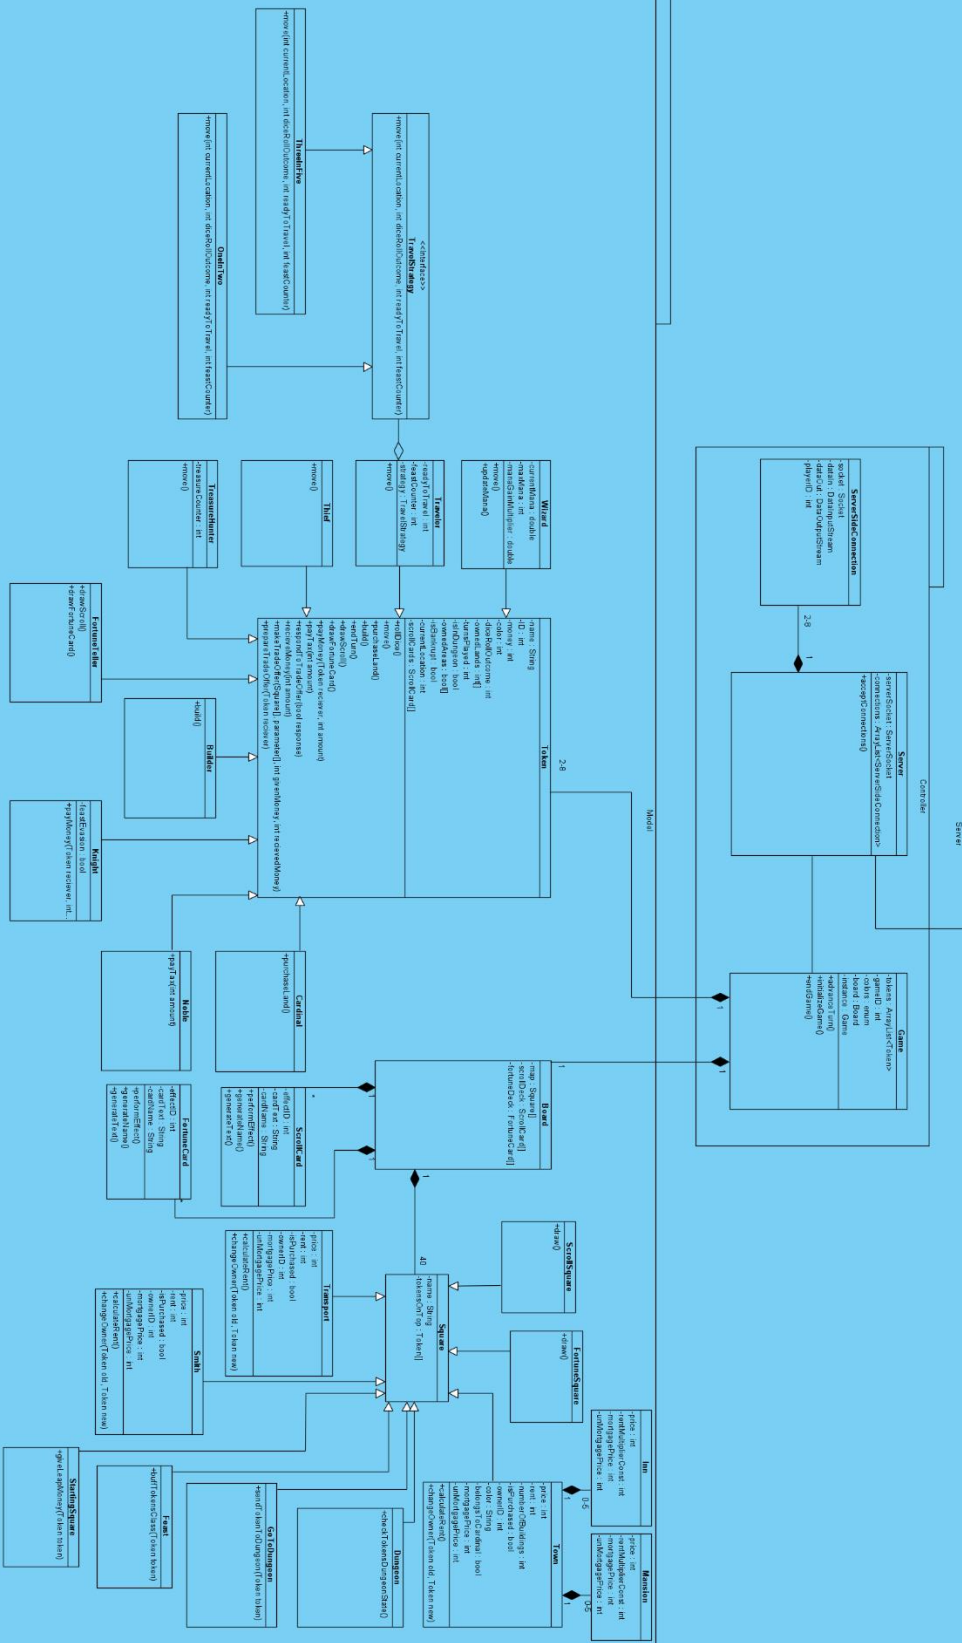 Server
Controller
ServerSideConnection
-socket : Socket
-dataIn : DataInputStream
-dataOut : DataOutputStream
-playerID : int
2-8
1
Server
-serverSocket : ServerSocket
-connections : ArrayList<ServerSideConnection>
+acceptConnections()
Game
-tokens : ArrayList<Token>
-gameID : int
-colors : enum
-board : Board
-instance : Game
+advanceTurn()
+initializeGame()
+endGame()
1
1
Model
<<Interface>>
TravelStrategy
+move(int currentLocation, int diceRollOutcome, int readyToTravel, int feastCounter)
ThreeInFive
+move(int currentLocation, int diceRollOutcome, int readyToTravel, int feastCounter)
OneInTwo
+move(int currentLocation, int diceRollOutcome, int readyToTravel, int feastCounter)
Wizard
-currentMana : double
-maxMana : int
-manaGainMultiplier : double
+move()
+updateMana()
Traveler
-readyToTravel : int
-feastCounter : int
-strategy : TravelStrategy
+move()
Thief
+move()
TreasureHunter
-treasureCounter : int
+move()
FortuneTeller
+drawScroll()
+drawFortuneCard()
2-8
Token
-name : String
-ID : int
-money : int
-color : int
-diceRollOutcome : int
-ownedLands : int[]
-turnsPlayed : int
-isInDungeon : bool
-ownedAreas : bool[]
-isBankrupt : bool
-currentLocation : int
-scrollCards : ScrollCard[]
+rollDice()
+move()
+purchaseLand()
+build()
+endTurn()
+drawScroll()
+drawFortuneCard()
+payMoney(Token reciever, int amount)
+payTax(int amount)
+respondToTradeOffer(bool response)
+recieveMoney(int amount)
+makeTradeOffer(Square[], parameter[], int givenMoney, int recievedMoney)
+prepareTradeOffer(Token reciever)
Builder
+build()
Knight
-feastEvasion : bool
+payMoney(Token reciever, int...
Cardinal
+purchaseLand()
Noble
+payTax(int amount)
1
Board
-map : Square[]
-scrollDeck : ScrollCard[]
-fortuneDeck : FortuneCard[]
1
1
1
*
ScrollCard
-effectID : int
-cardText : String
-cardName : String
+performEffect()
+generateName()
+generateText()
FortuneCard
-effectID : int
-cardText : String
-cardName : String
+performEffect()
+generateName()
+generateText()
*
40
ScrollSquare
+draw()
FortuneSquare
+draw()
Square
-name : String
-tokensOnTop : Token[]
Transport
-price : int
-rent : int
-isPurchased : bool
-ownerID : int
-mortgagePrice : int
-unMortgagePrice : int
+calculateRent()
+changeOwner(Token old, Token new)
Smith
-price : int
-rent : int
-isPurchased : bool
-ownerID : int
-mortgagePrice : int
-unMortgagePrice : int
+calculateRent()
+changeOwner(Token old, Token new)
Inn
-price : int
-rentMultiplierConst : int
-mortgagePrice : int
-unMortgagePrice : int
0-5
1
Mansion
-price : int
-rentMultiplierConst : int
-mortgagePrice : int
-unMortgagePrice : int
0-5
1
Town
-price : int
-rent : int
-numberOfBuildings : int
-isPurchased : bool
-ownerID : int
-color : String
-belongsToCardinal : bool
-mortgagePrice : int
-unMortgagePrice : int
+calculateRent()
+changeOwner(Token old, Token new)
Dungeon
+checkTokensDungeonState()
GoToDungeon
+sendTokenToDungeon(Token token)
Feast
+buffTokensClass(Token token)
StartingSquare
+giveLeapMoney(Token token)